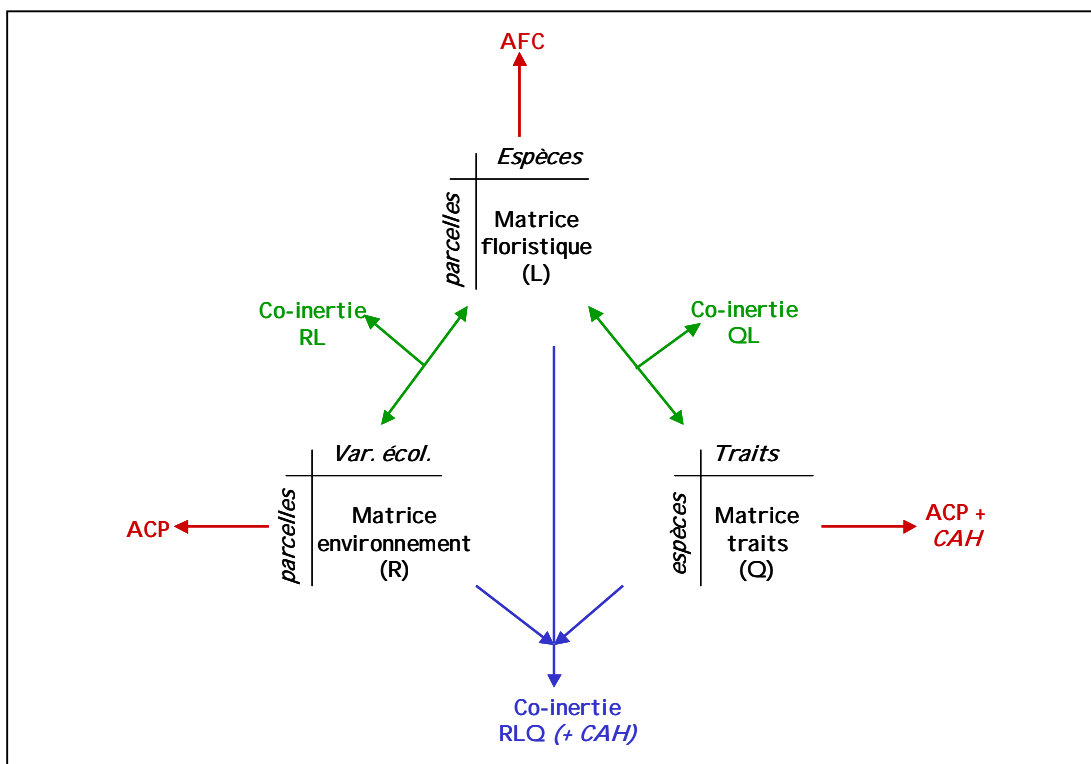 AFC
Espèces
parcelles
Matrice
floristique
(L)
Co-inertie
RL
Co-inertie
QL
Var. écol.
parcelles
Matrice
environnement
(R)
ACP
Traits
espèces
Matrice
traits
(Q)
ACP +
CAH
Co-inertie
RLQ (+ CAH)